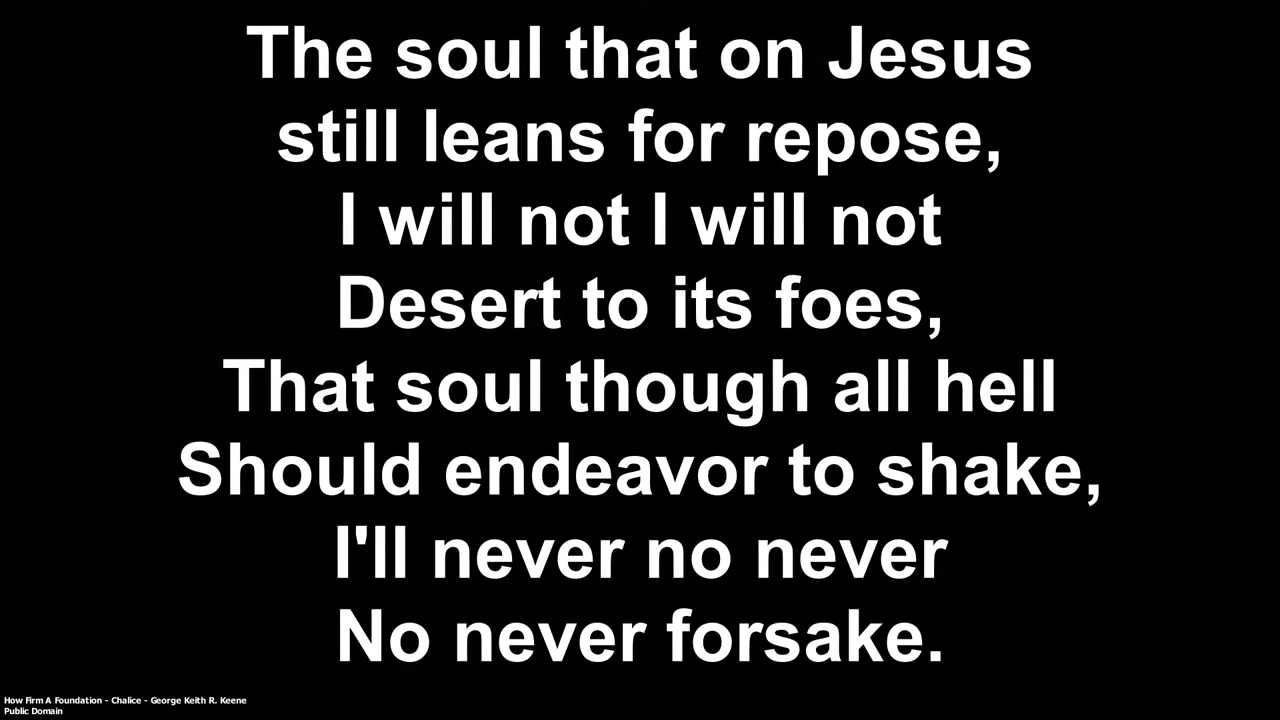 The soul that on Jesus
still leans for repose,
I will not I will not
Desert to its foes,
That soul though all hell
Should endeavor to shake,
I'll never no never
No never forsake.
How Firm A Foundation - Chalice - George Keith R. Keene
Public Domain